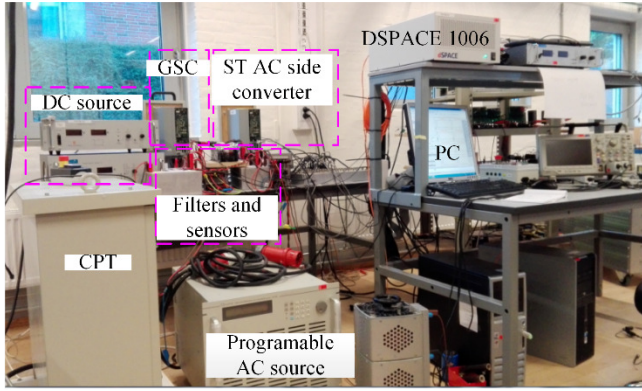 DSPACE 1006
dSPACE
GSC
ST AC side
converter
DC source
PC
Filters and
sensors
CPT
Programable
AC source